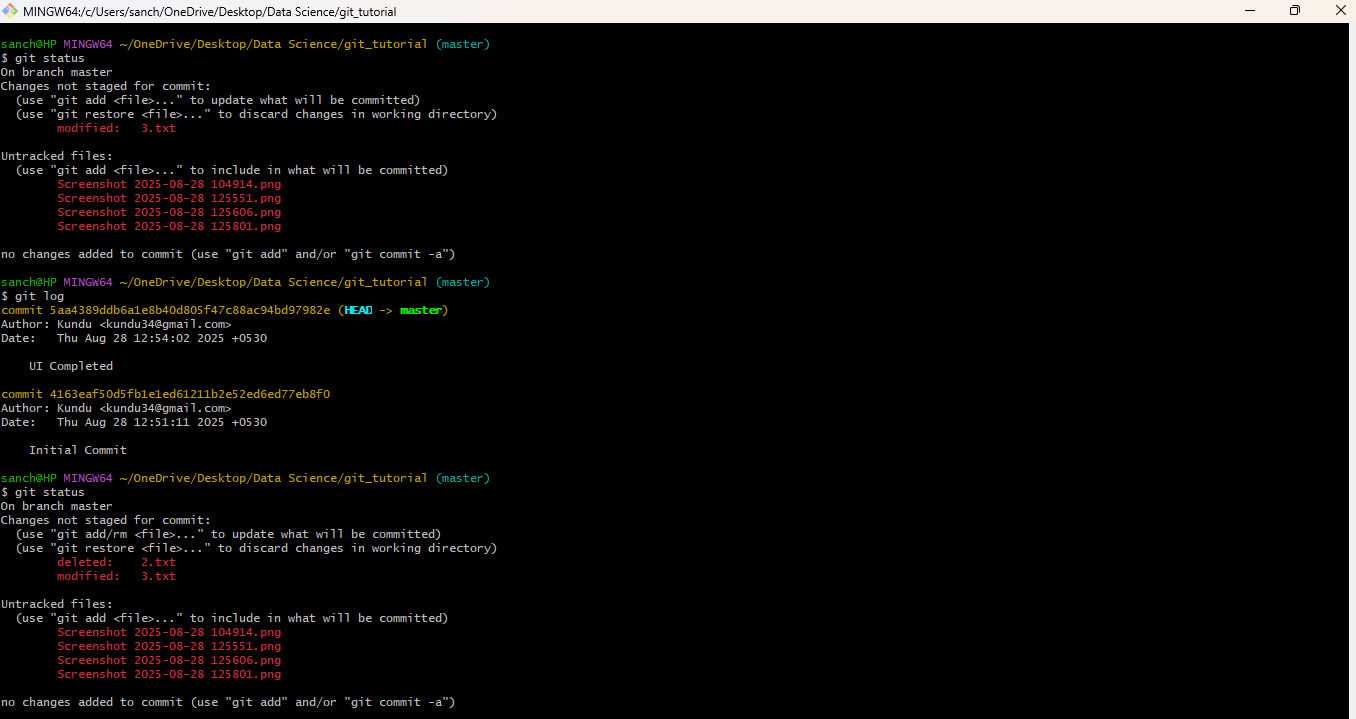 MINGW64:/c/Users/sanch/OneDrive/Desktop/Data Science/git_tutorial
sanch@HP MINGW64 ~/OneDrive/Desktop/Data Science/git_tutorial (master)
$ git status
On branch master
Changes not staged for commit:
  (use "git add <file>..." to update what will be committed)
  (use "git restore <file>..." to discard changes in working directory)
        modified:   3.txt

Untracked files:
  (use "git add <file>..." to include in what will be committed)
        Screenshot 2025-08-28 104914.png
        Screenshot 2025-08-28 125551.png
        Screenshot 2025-08-28 125606.png
        Screenshot 2025-08-28 125801.png

no changes added to commit (use "git add" and/or "git commit -a")

sanch@HP MINGW64 ~/OneDrive/Desktop/Data Science/git_tutorial (master)
$ git log
commit 5aa4389ddb6a1e8b40d805f47c88ac94bd97982e (HEAD -> master)
Author: Kundu <kundu34@gmail.com>
Date:   Thu Aug 28 12:54:02 2025 +0530

    UI Completed

commit 4163eaf50d5fb1e1ed61211b2e52ed6ed77eb8f0
Author: Kundu <kundu34@gmail.com>
Date:   Thu Aug 28 12:51:11 2025 +0530

    Initial Commit

sanch@HP MINGW64 ~/OneDrive/Desktop/Data Science/git_tutorial (master)
$ git status
On branch master
Changes not staged for commit:
  (use "git add/rm <file>..." to update what will be committed)
  (use "git restore <file>..." to discard changes in working directory)
        deleted:    2.txt
        modified:   3.txt

Untracked files:
  (use "git add <file>..." to include in what will be committed)
        Screenshot 2025-08-28 104914.png
        Screenshot 2025-08-28 125551.png
        Screenshot 2025-08-28 125606.png
        Screenshot 2025-08-28 125801.png

no changes added to commit (use "git add" and/or "git commit -a")